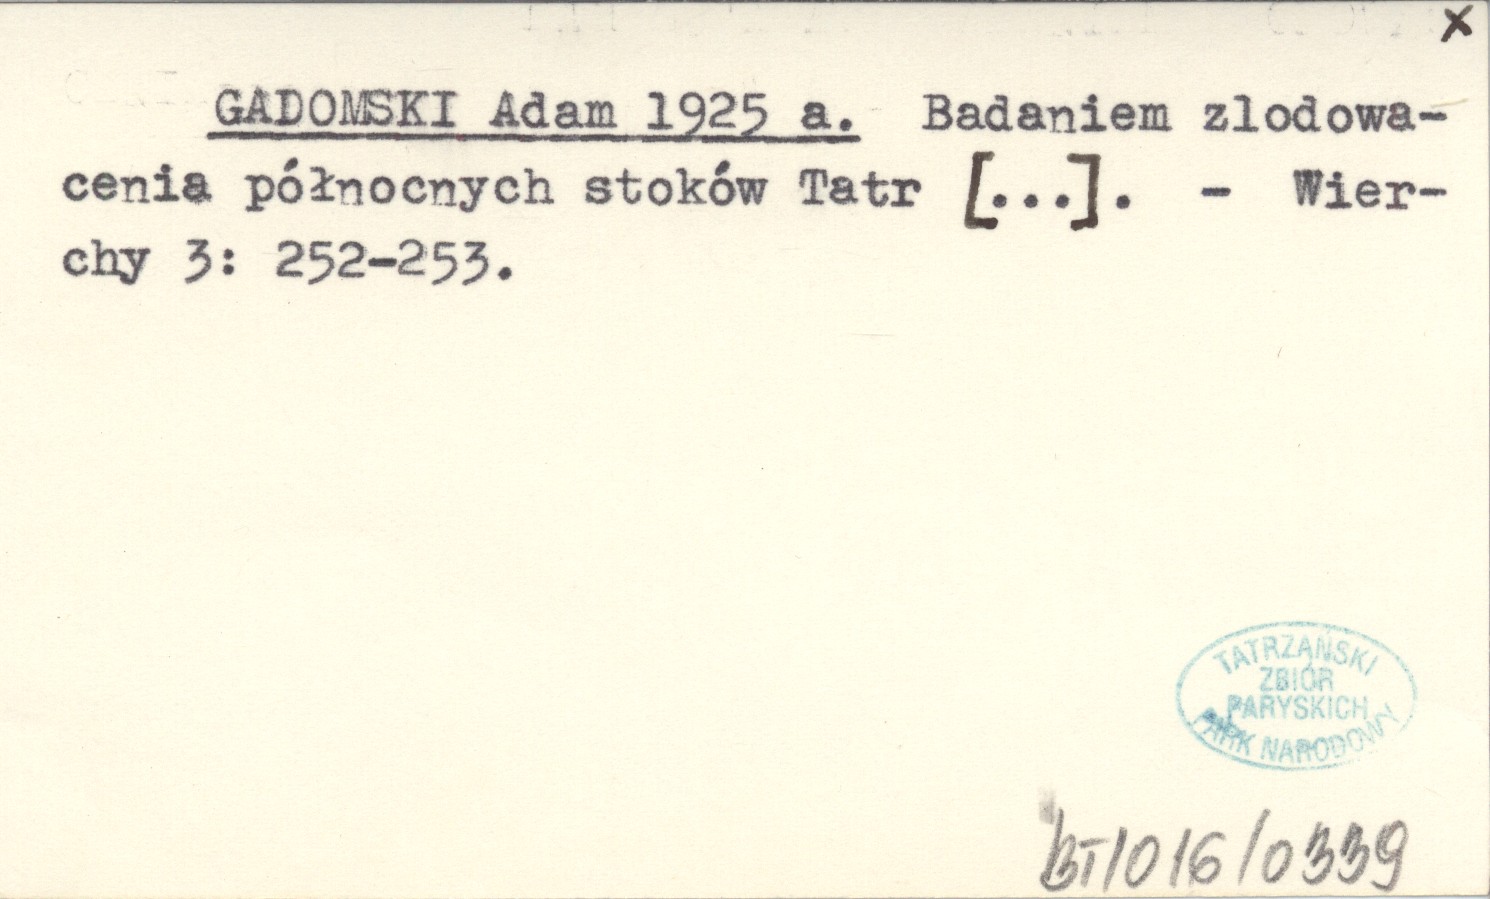 x
GADOMSKI Adam 1925 a. Badaniem zlodowa-
cenia północnych stoków Tatr [...]. - Wier-
chy 3: 252-253.
TATRZAŃSKI
ZBIÓR
PARYSKICH
PARK NARODOWY
BT/016/0339